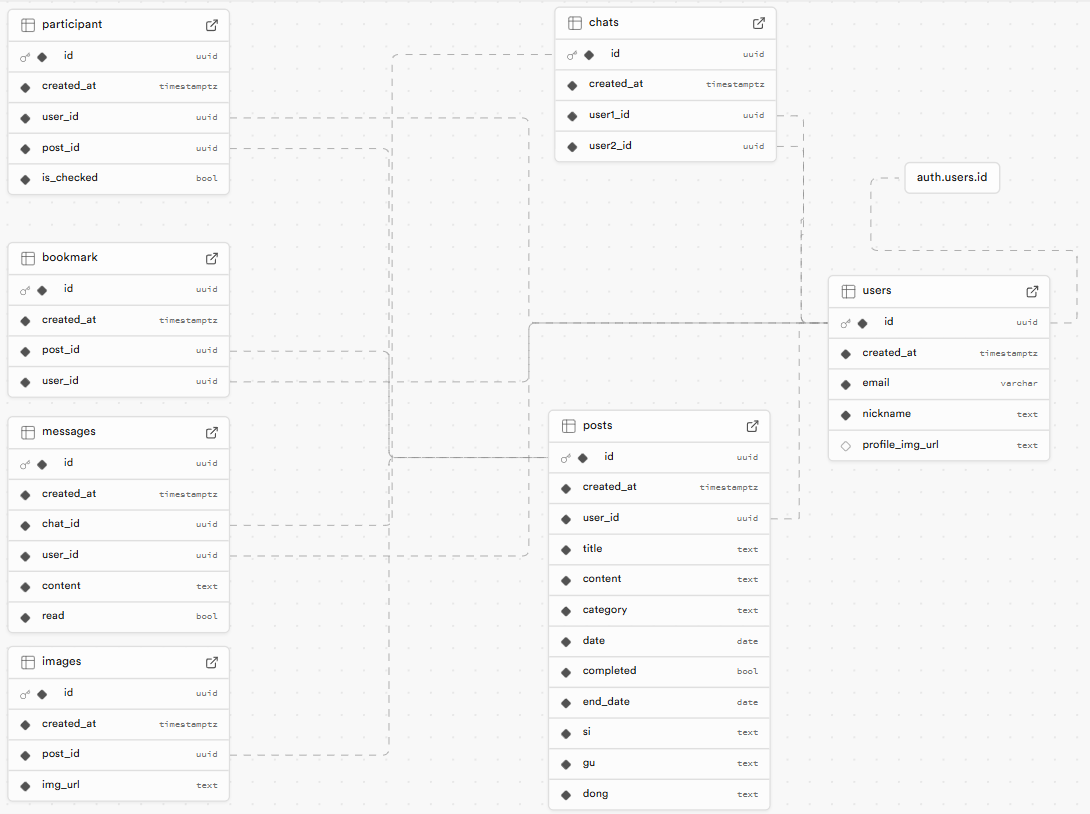 participant
id uuid
created_at timestamptz
user_id uuid
post_id uuid
is_checked bool
bookmark
id uuid
created_at timestamptz
post_id uuid
user_id uuid
messages
id uuid
created_at timestamptz
chat_id uuid
user_id uuid
content text
read bool
images
id uuid
created_at timestamptz
post_id uuid
img_url text
chats
id uuid
created_at timestamptz
user1_id uuid
user2_id uuid
posts
id uuid
created_at timestamptz
user_id uuid
title text
content text
category text
date date
completed bool
end_date date
si text
gu text
dong text
auth.users.id
users
id uuid
created_at timestamptz
email varchar
nickname text
profile_img_url text